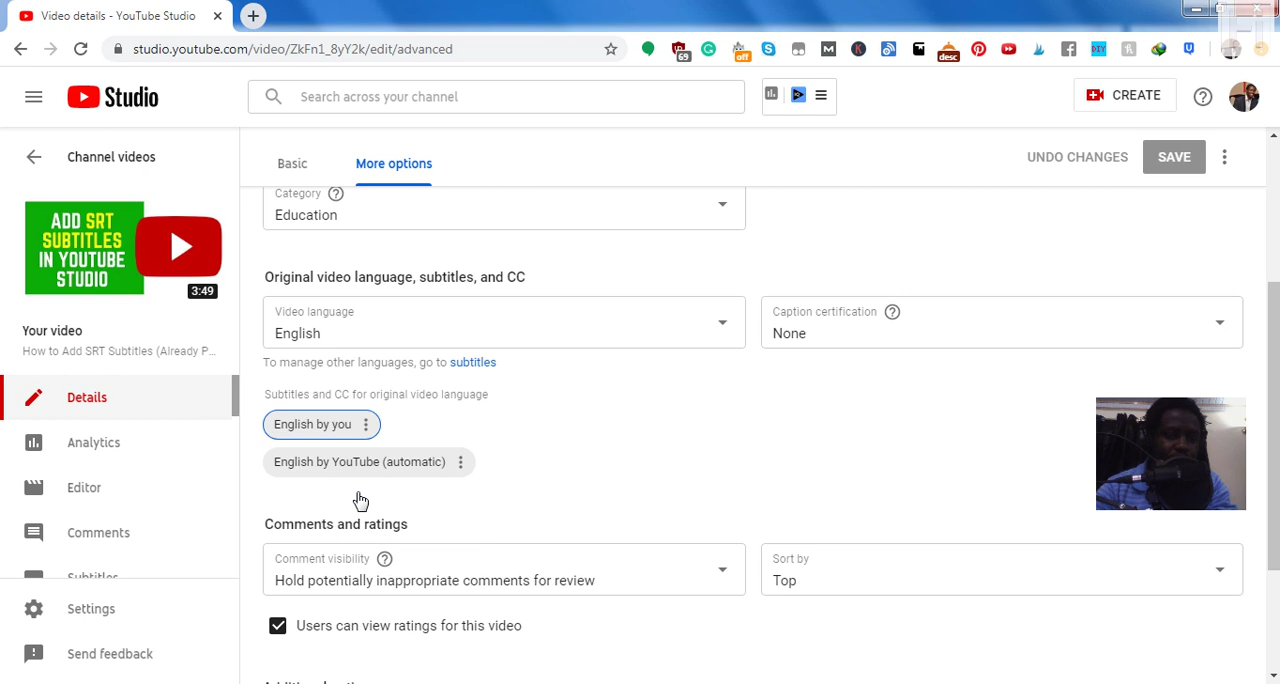 Video details - YouTube Studio
studio.youtube.com/video/ZkFn1_8yY2k/edit/advanced
69
off
desc
DIY
Studio
Search across your channel
CREATE
Channel videos
Basic
More options
UNDO CHANGES
SAVE
ADD SRT
SUBTITLES
IN YOUTUBE
STUDIO
3:49
Your video
How to Add SRT Subtitles (Already P...
Details
Analytics
Editor
Comments
Subtitles
Settings
Send feedback
Category
Education
Original video language, subtitles, and CC
Video language
English
Caption certification
None
To manage other languages, go to subtitles
Subtitles and CC for original video language
English by you
English by YouTube (automatic)
Comments and ratings
Comment visibility
Hold potentially inappropriate comments for review
Sort by
Top
Users can view ratings for this video